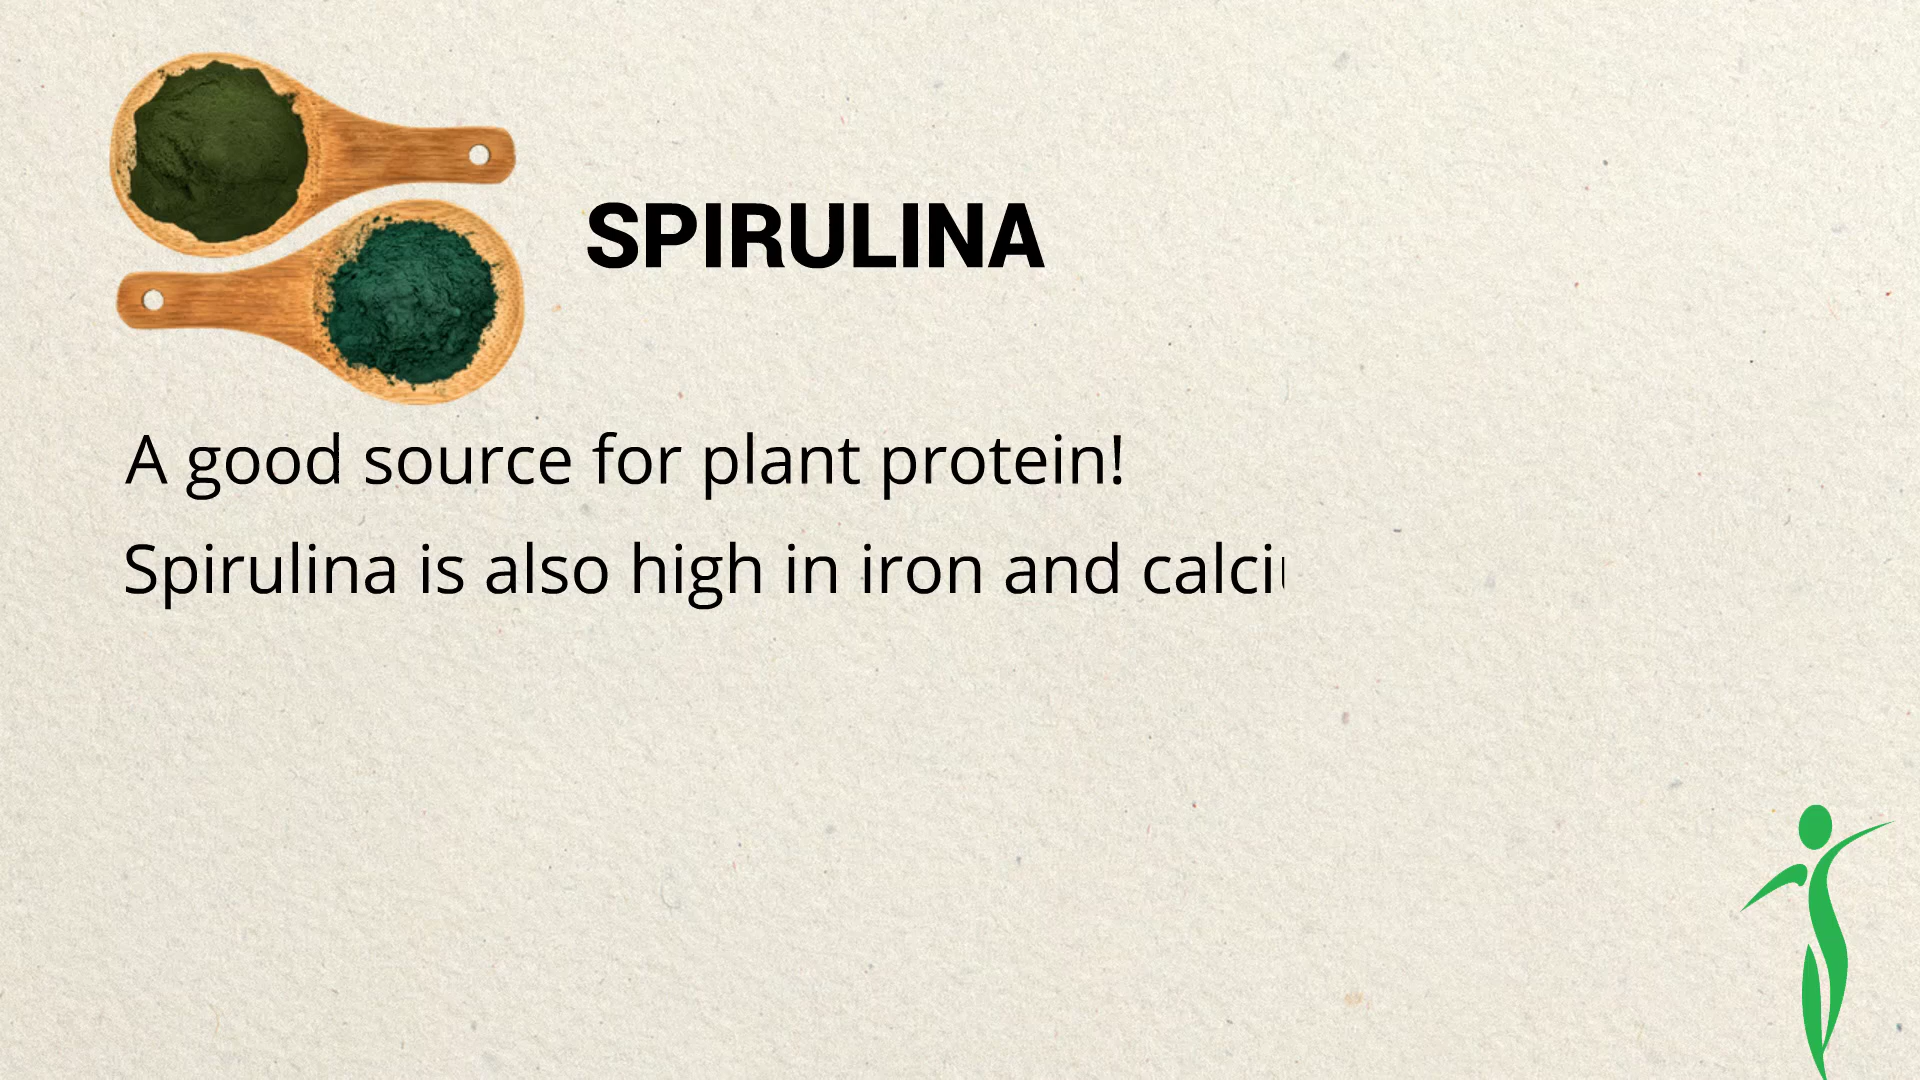 SPIRULINA
A good source for plant protein!
Spirulina is also high in iron and calci